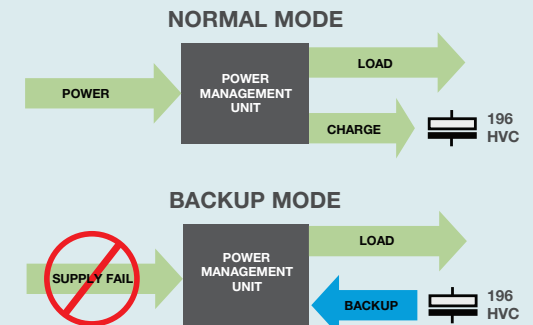 NORMAL MODE
POWER
POWER
MANAGEMENT
UNIT
LOAD
CHARGE
196
HVC
BACKUP MODE
SUPPLY FAIL
POWER
MANAGEMENT
UNIT
LOAD
BACKUP
196
HVC